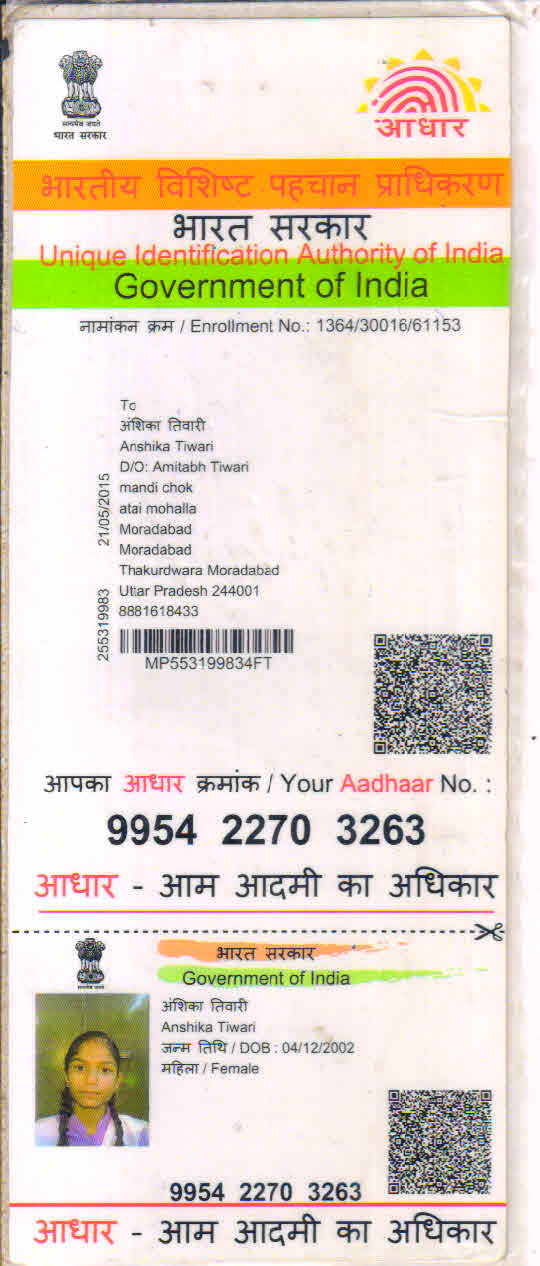 सत्यमेव जयते
भारत सरकार
आधार
भारतीय विशिष्ट पहचान प्राधिकरण
भारत सरकार
Unique Identification Authority of India
Government of India
नामांकन क्रम / Enrollment No.: 1364/30016/61153
To
अंशिका तिवारी
Anshika Tiwari
D/O: Amitabh Tiwari
mandi chok
atai mohalla
Moradabad
Moradabad
Thakurdwara Moradabad
Uttar Pradesh 244001
8881618433
21/05/2015
255319983
MP553199834FT
आपका आधार क्रमांक / Your Aadhaar No. :
9954 2270 3263
आधार - आम आदमी का अधिकार
भारत सरकार
Government of India
अंशिका तिवारी
Anshika Tiwari
जन्म तिथि / DOB : 04/12/2002
महिला / Female
9954 2270 3263
आधार - आम आदमी का अधिकार